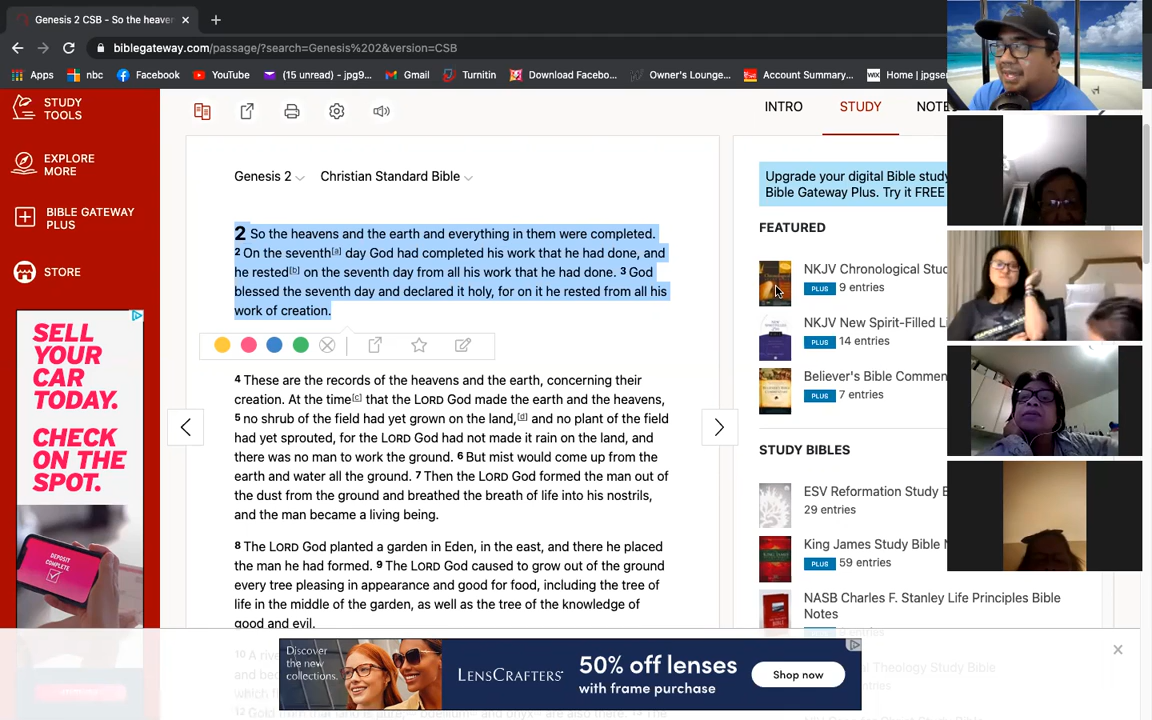 Genesis 2 CSB - So the heaven
biblegateway.com/passage/?search=Genesis%202&version=CSB
Apps
nbc
Facebook
YouTube
(15 unread) - jpg9...
Gmail
Turnitin
Download Facebo...
Owner's Lounge...
Account Summary...
WIX
Home | jpgser
STUDY
TOOLS
EXPLORE
MORE
BIBLE GATEWAY
PLUS
STORE
SELL
YOUR
CAR
TODAY.
CHECK
ON THE
SPOT.
DEPOSIT
COMPLETE
INTRO
STUDY
NOTE
Genesis 2
Christian Standard Bible
2 So the heavens and the earth and everything in them were completed.
2 On the seventh[a] day God had completed his work that he had done, and
he rested[b] on the seventh day from all his work that he had done. 3 God
blessed the seventh day and declared it holy, for on it he rested from all his
work of creation.
4 These are the records of the heavens and the earth, concerning their
creation. At the time[c] that the LORD God made the earth and the heavens,
5 no shrub of the field had yet grown on the land,[d] and no plant of the field
had yet sprouted, for the LORD God had not made it rain on the land, and
there was no man to work the ground. 6 But mist would come up from the
earth and water all the ground. 7 Then the LORD God formed the man out of
the dust from the ground and breathed the breath of life into his nostrils,
and the man became a living being.
8 The LORD God planted a garden in Eden, in the east, and there he placed
the man he had formed. 9 The LORD God caused to grow out of the ground
every tree pleasing in appearance and good for food, including the tree of
life in the middle of the garden, as well as the tree of the knowledge of
good and evil.
Upgrade your digital Bible study
Bible Gateway Plus. Try it FREE
FEATURED
NKJV Chronological Stud
PLUS 9 entries
NKJV New Spirit-Filled Li
PLUS 14 entries
Believer's Bible Commen
PLUS 7 entries
STUDY BIBLES
ESV Reformation Study B
29 entries
King James Study Bible N
PLUS 59 entries
NASB Charles F. Stanley Life Principles Bible
Notes
Theology Study Bible
Discover
the new
collections.
LENSCRAFTERS
50% off lenses
with frame purchase
Shop now